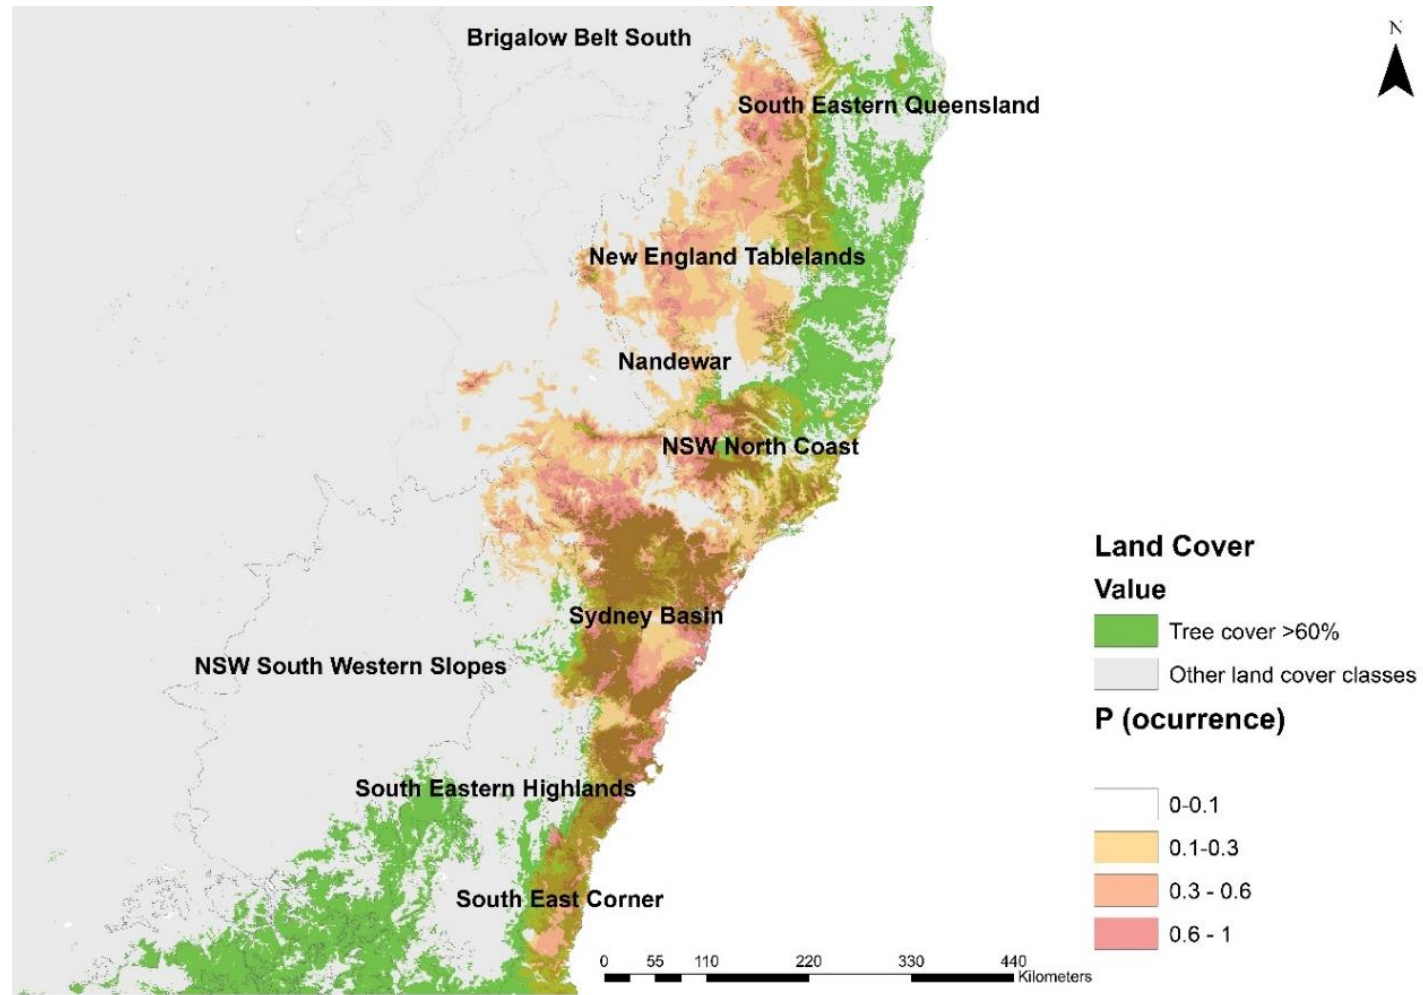 Brigalow Belt South
N
South Eastern Queensland
New England Tablelands
Nandewar
NSW North Coast
Sydney Basin
NSW South Western Slopes
South Eastern Highlands
South East Corner
Land Cover
Value
Tree cover >60%
Other land cover classes
P (ocurrence)
0-0.1
0.1-0.3
0.3 - 0.6
0.6 - 1
0 55 110 220 330 440
Kilometers